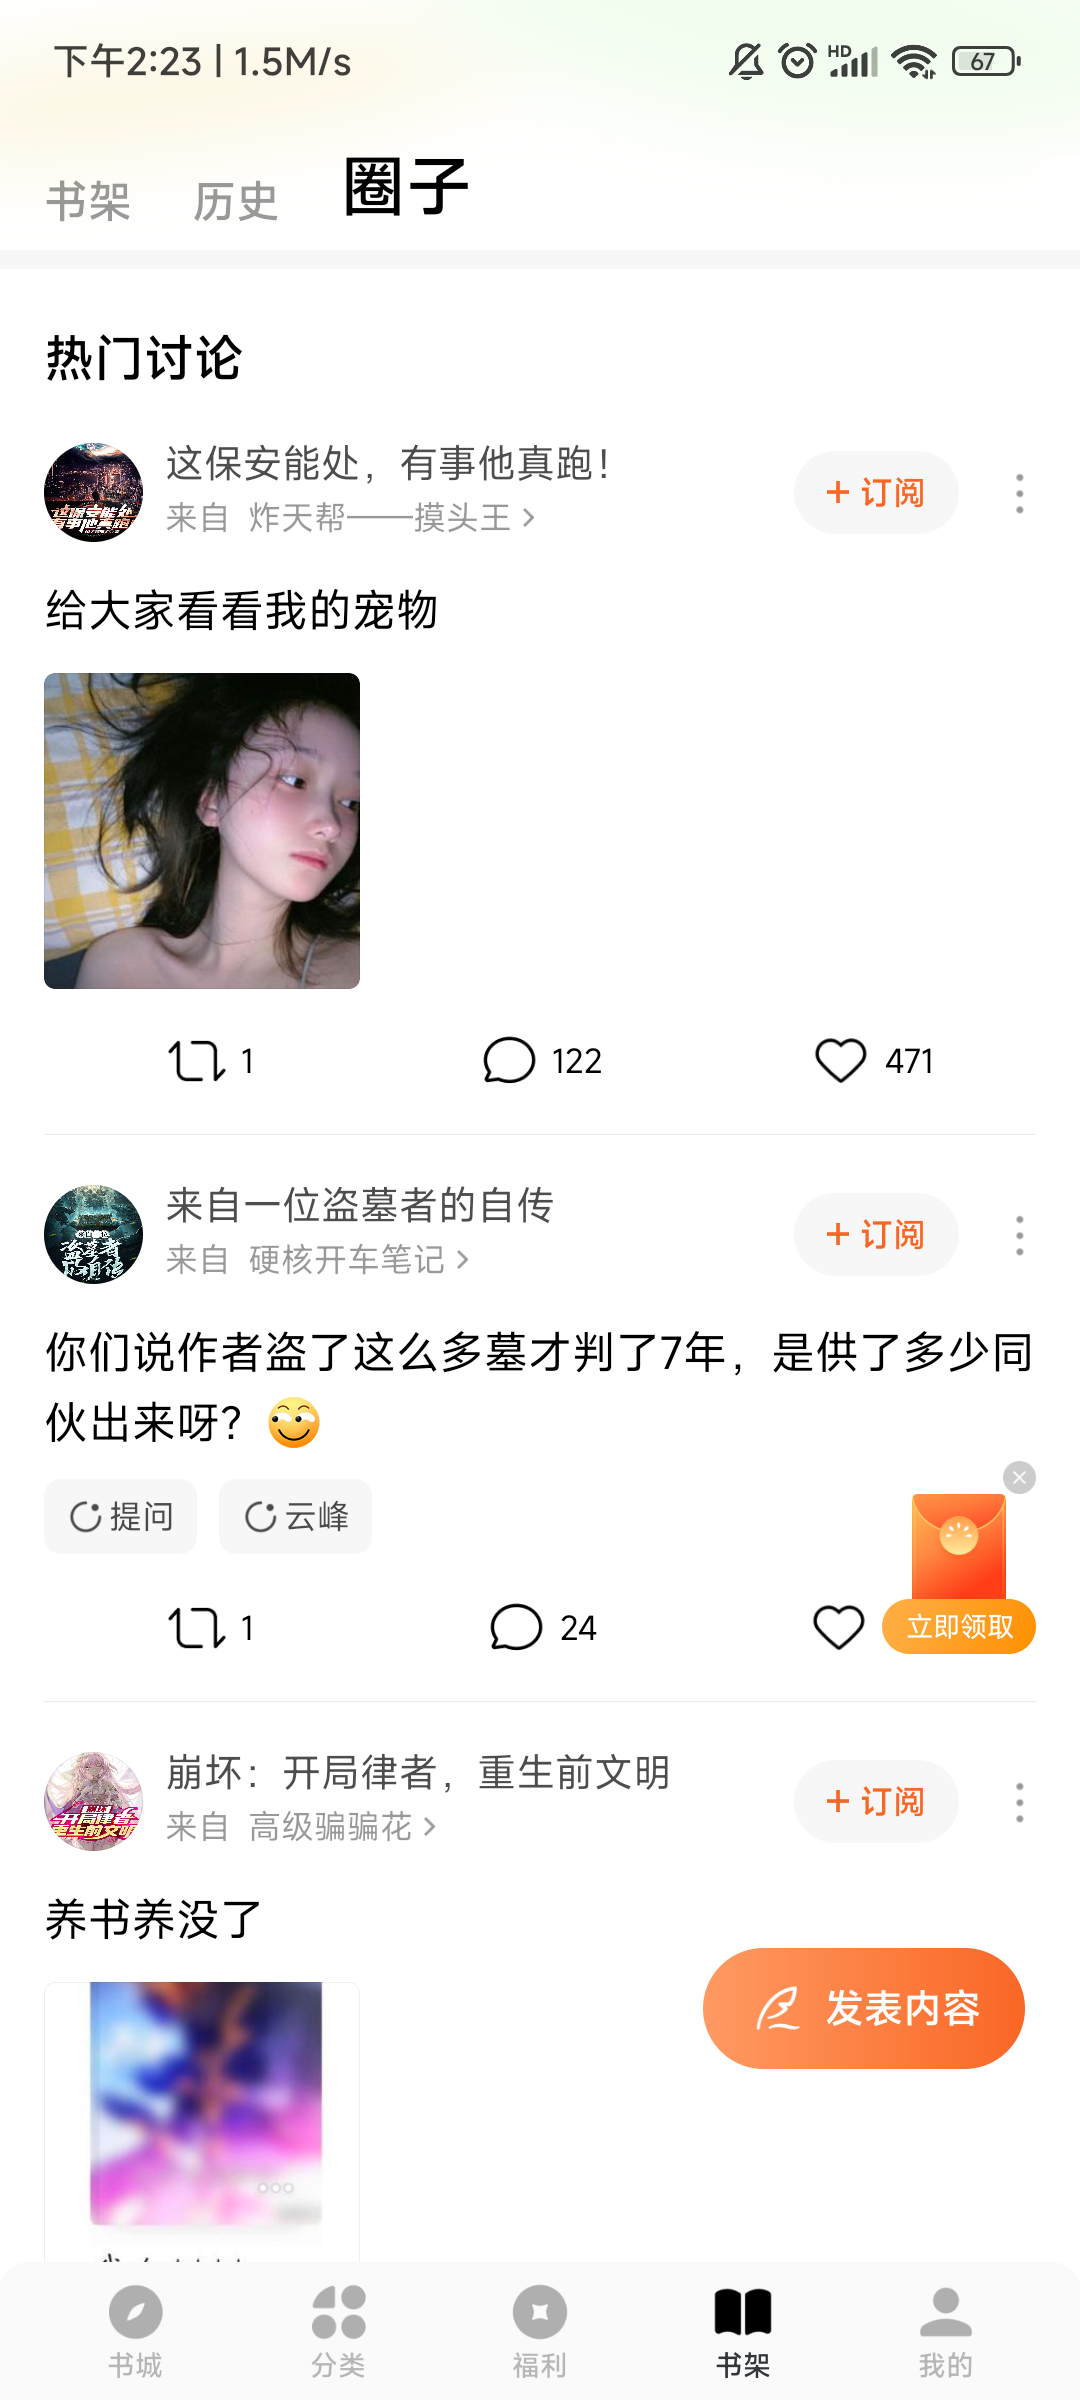 下午2:23 | 1.5M/s
HD
67
书架 历史 圈子
热门讨论
这保安能处，有事他真跑！
来自 炸天帮——摸头王 >
+ 订阅
给大家看看我的宠物
1 122 471
来自一位盗墓者的自传
来自 硬核开车笔记 >
+ 订阅
你们说作者盗了这么多墓才判了7年，是供了多少同
伙出来呀？
提问 云峰
1 24
立即领取
崩坏：开局律者，重生前文明
来自 高级骗骗花 >
+ 订阅
养书养没了
发表内容
书城 分类 福利 书架 我的